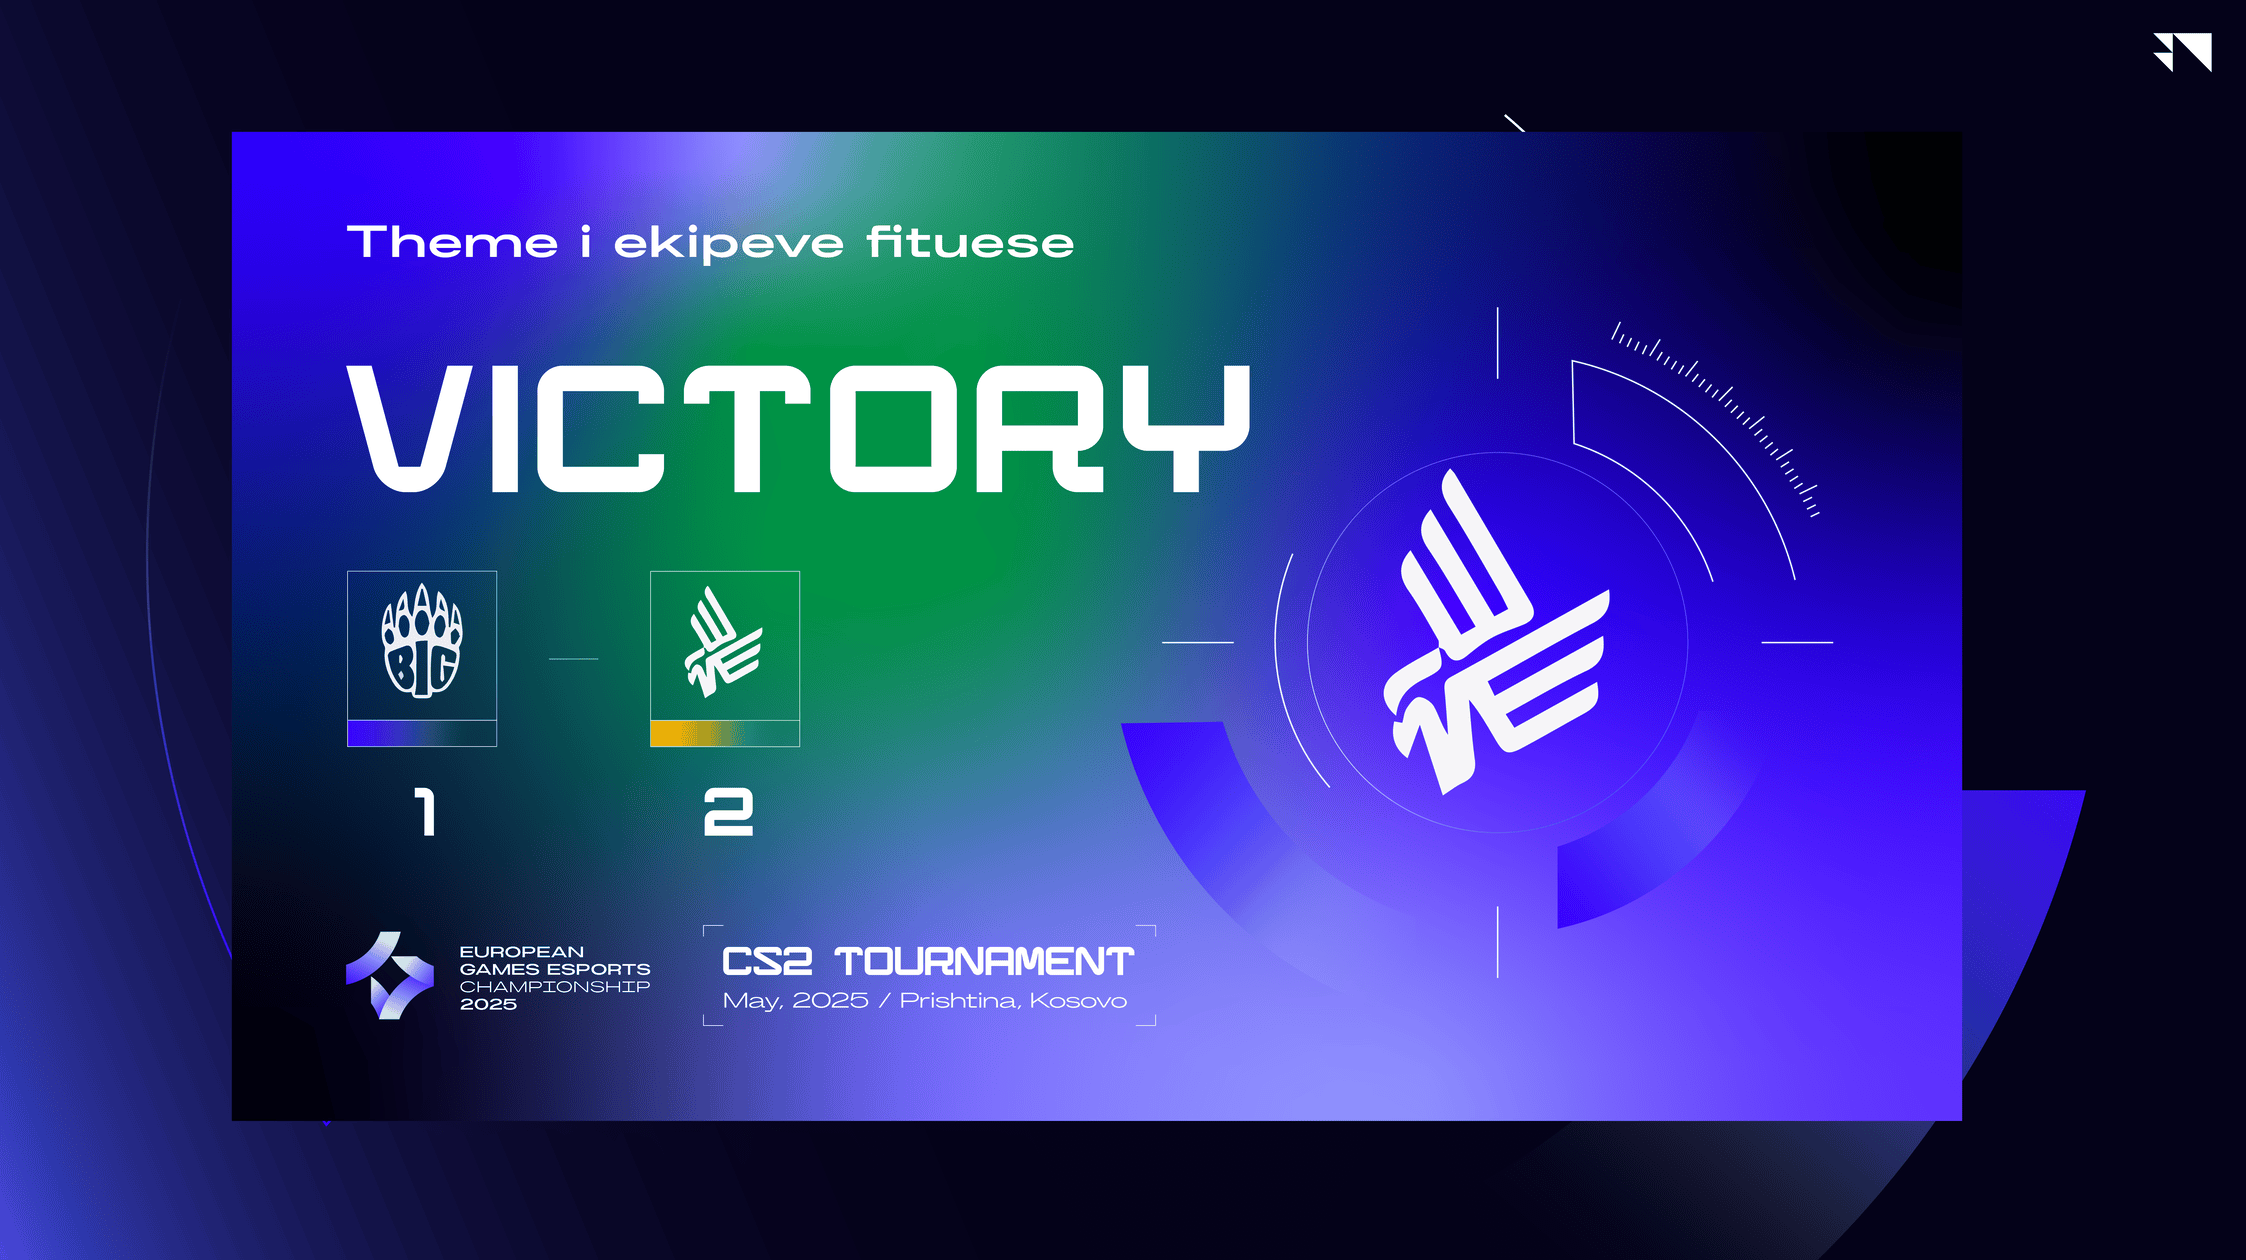 Theme i ekipeve fituese
VICTORY
BIG
1
2
EUROPEAN
GAMES ESPORTS
CHAMPIONSHIP
2025
CS2 TOURNAMENT
May, 2025 / Prishtina, Kosovo